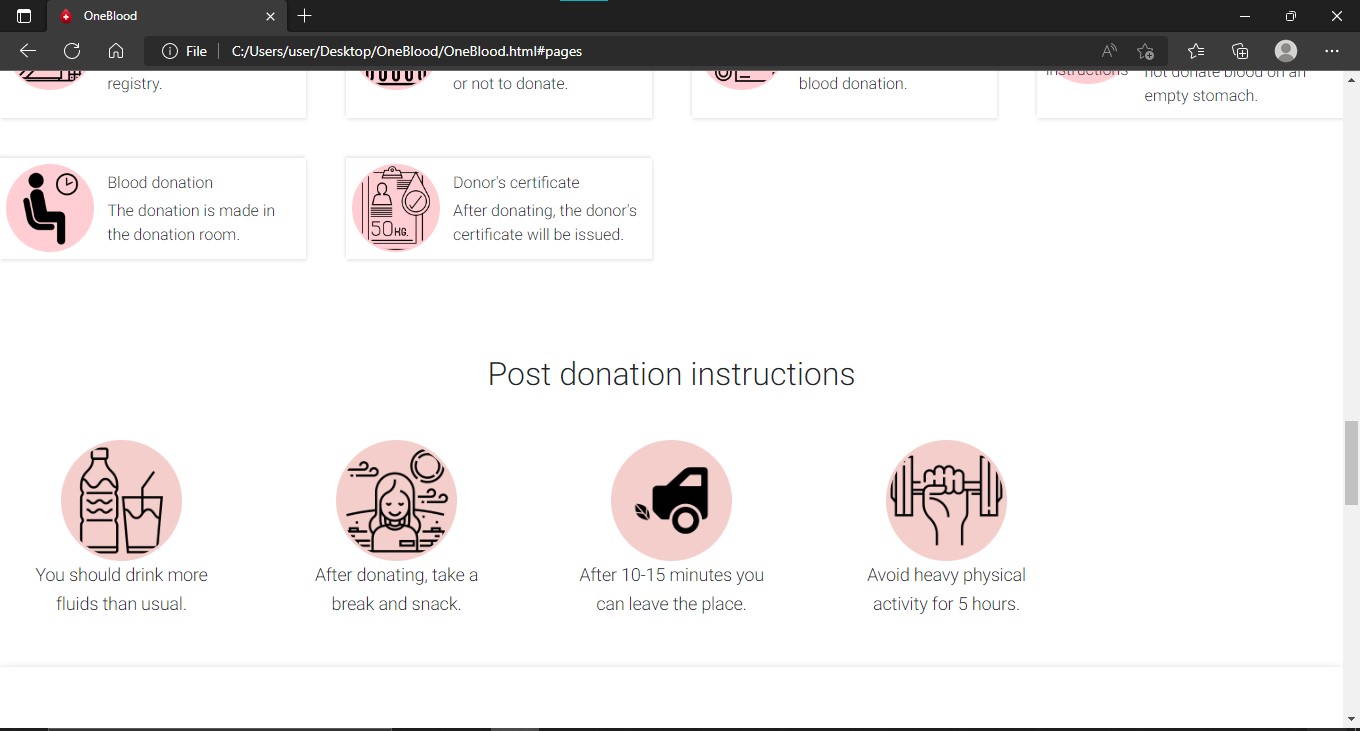 OneBlood
File
C:/Users/user/Desktop/OneBlood/OneBlood.html#pages
registry.
or not to donate.
blood donation.
instructions
not donate blood on an
empty stomach.
Blood donation
The donation is made in
the donation room.
50 HG.
Donor's certificate
After donating, the donor's
certificate will be issued.
Post donation instructions
You should drink more
fluids than usual.
After donating, take a
break and snack.
After 10-15 minutes you
can leave the place.
Avoid heavy physical
activity for 5 hours.